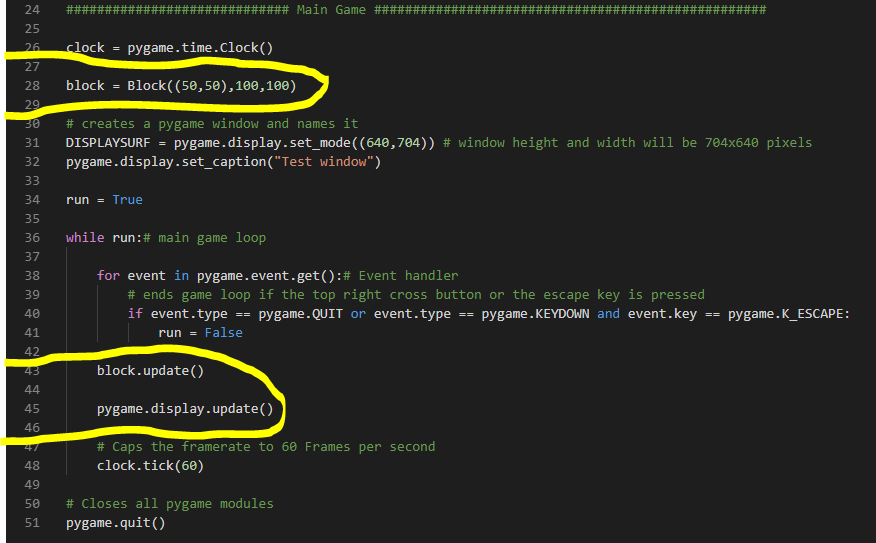 24 ############################# Main Game ###################################################
25
26 clock = pygame.time.Clock()
27
28 block = Block((50,50),100,100)
29
30 # creates a pygame window and names it
31 DISPLAYSURF = pygame.display.set_mode((640,704)) # window height and width will be 704x640 pixels
32 pygame.display.set_caption("Test window")
33
34 run = True
35
36 while run:# main game loop
37
38     for event in pygame.event.get():# Event handler
39         # ends game loop if the top right cross button or the escape key is pressed
40         if event.type == pygame.QUIT or event.type == pygame.KEYDOWN and event.key == pygame.K_ESCAPE:
41             run = False
42
43     block.update()
44
45     pygame.display.update()
46
47     # Caps the framerate to 60 Frames per second
48     clock.tick(60)
49
50 # Closes all pygame modules
51 pygame.quit()